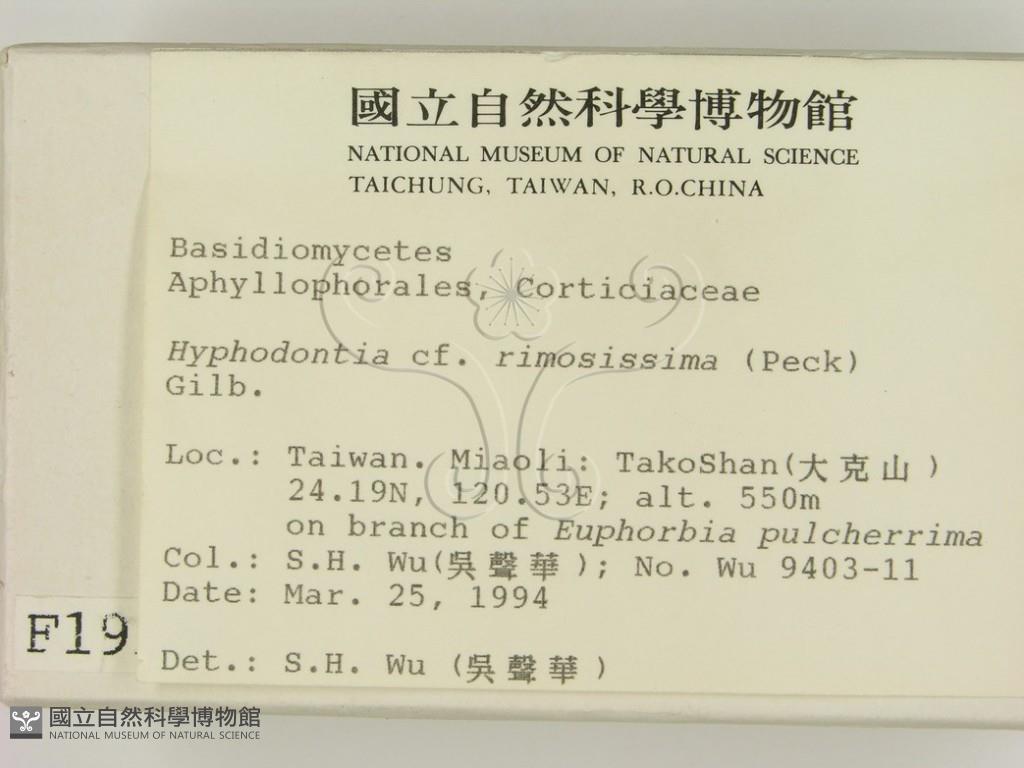 國立自然科學博物館
NATIONAL MUSEUM OF NATURAL SCIENCE
TAICHUNG, TAIWAN, R.O.CHINA
Basidiomycetes
Aphyllophorales, Corticiaceae
Hyphodontia cf. rimosissima (Peck)
Gilb.
Loc.: Taiwan. Miaoli: TakoShan(大克山)
24.19N, 120.53E; alt. 550m
on branch of Euphorbia pulcherrima
Col.: S.H. Wu(吳聲華); No. Wu 9403-11
Date: Mar. 25, 1994
F19
Det.: S.H. Wu (吳聲華)
國立自然科學博物館
NATIONAL MUSEUM OF NATURAL SCIENCE